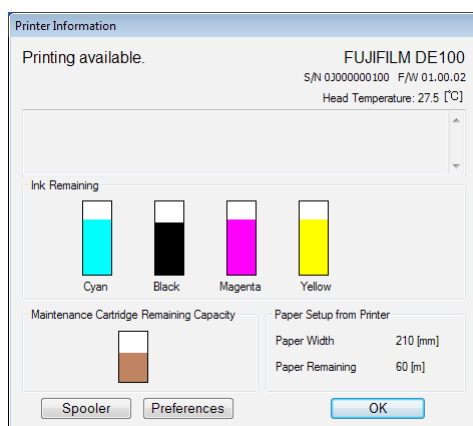 Printer Information
Printing available.
FUJIFILM DE100
S/N 0J000000100 F/W 01.00.02
Head Temperature: 27.5 [℃]
Ink Remaining
Cyan Black Magenta Yellow
Maintenance Cartridge Remaining Capacity
Paper Setup from Printer
Paper Width 210 [mm]
Paper Remaining 60 [m]
Spooler Preferences OK